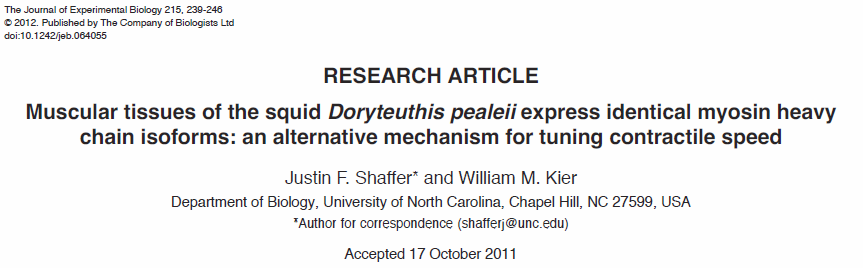 The Journal of Experimental Biology 215, 239-246
© 2012. Published by The Company of Biologists Ltd
doi:10.1242/jeb.064055
RESEARCH ARTICLE
Muscular tissues of the squid Doryteuthis pealeii express identical myosin heavy
chain isoforms: an alternative mechanism for tuning contractile speed
Justin F. Shaffer* and William M. Kier
Department of Biology, University of North Carolina, Chapel Hill, NC 27599, USA
*Author for correspondence (shafferj@unc.edu)
Accepted 17 October 2011